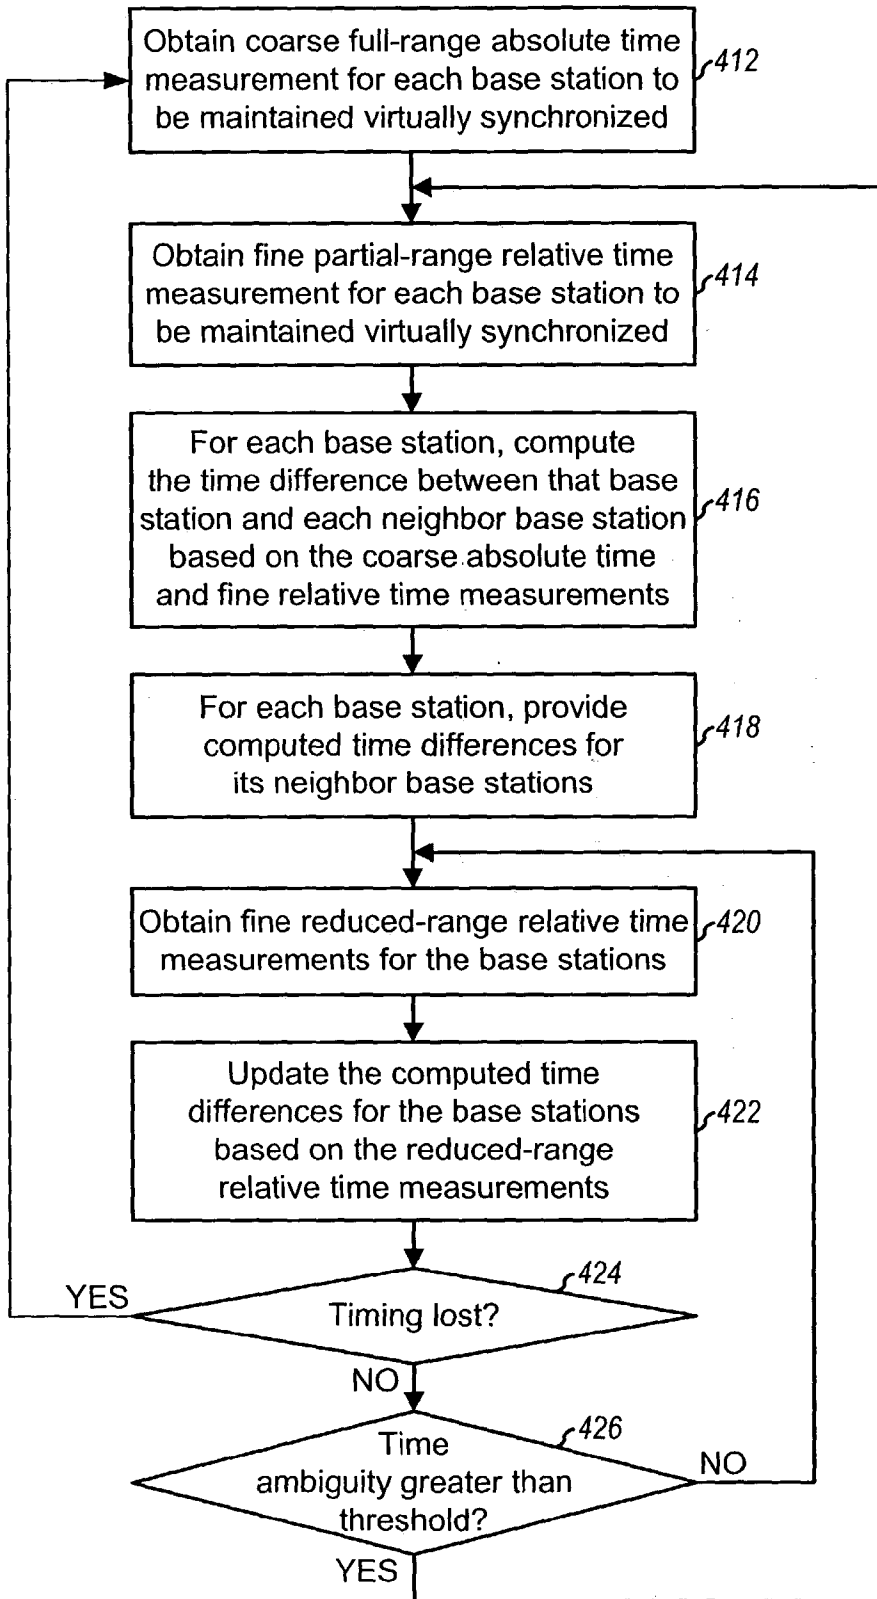 Obtain coarse full-range absolute time
measurement for each base station to
be maintained virtually synchronized
412
Obtain fine partial-range relative time
measurement for each base station to
be maintained virtually synchronized
414
For each base station, compute
the time difference between that base
station and each neighbor base station
based on the coarse absolute time
and fine relative time measurements
416
For each base station, provide
computed time differences for
its neighbor base stations
418
Obtain fine reduced-range relative time
measurements for the base stations
420
Update the computed time
differences for the base stations
based on the reduced-range
relative time measurements
422
424
YES
Timing lost?
NO
426
Time
ambiguity greater than
threshold?
NO
YES